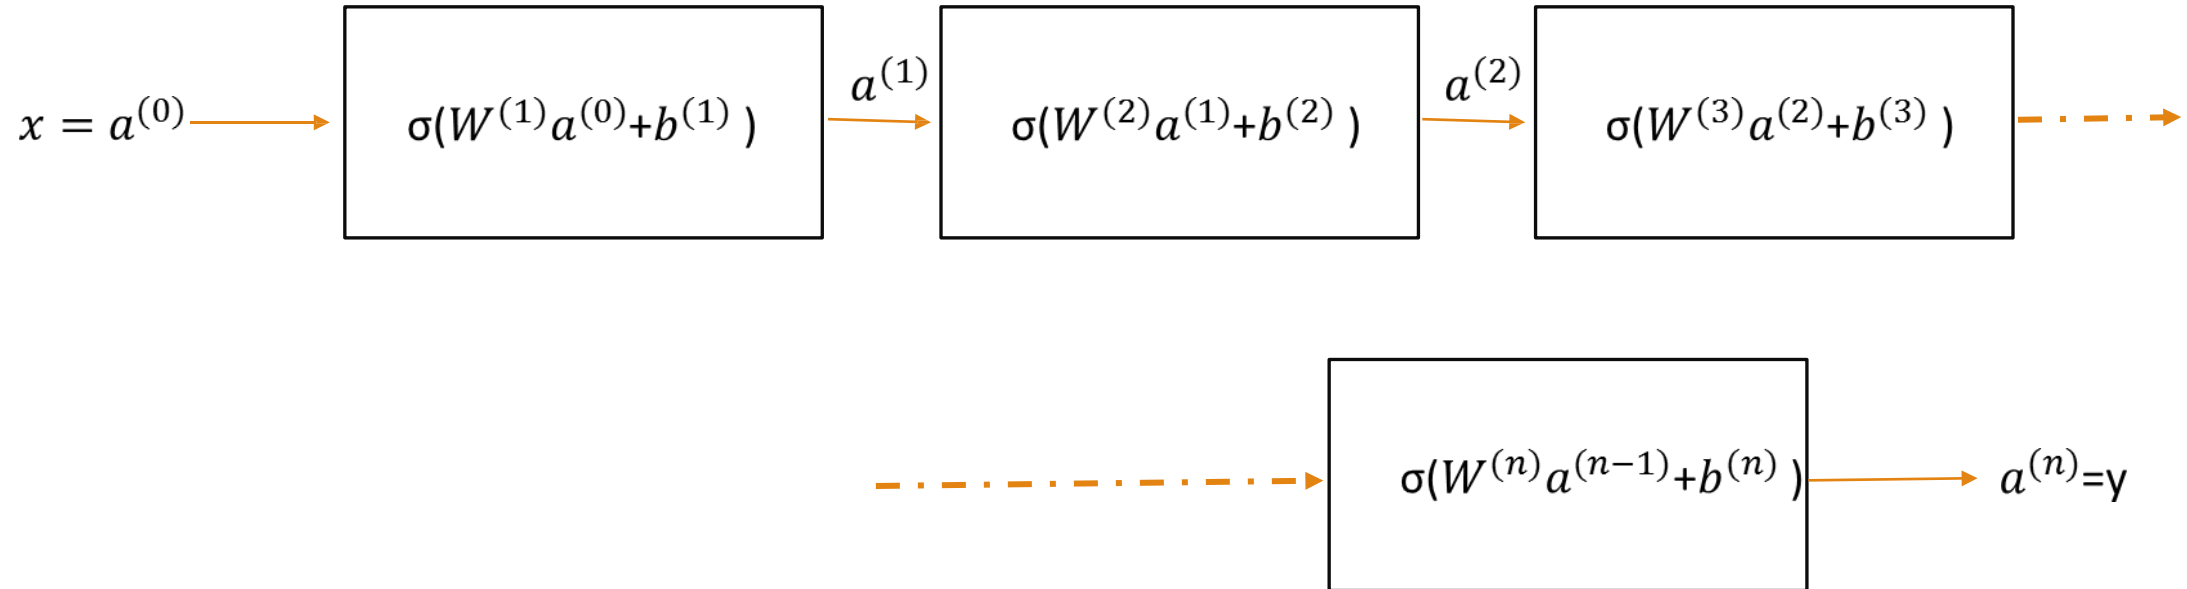 x = a^(0)
σ(W^(1)a^(0)+b^(1) )
a^(1)
σ(W^(2)a^(1)+b^(2) )
a^(2)
σ(W^(3)a^(2)+b^(3) )
σ(W^(n)a^(n−1)+b^(n) )
a^(n)=y